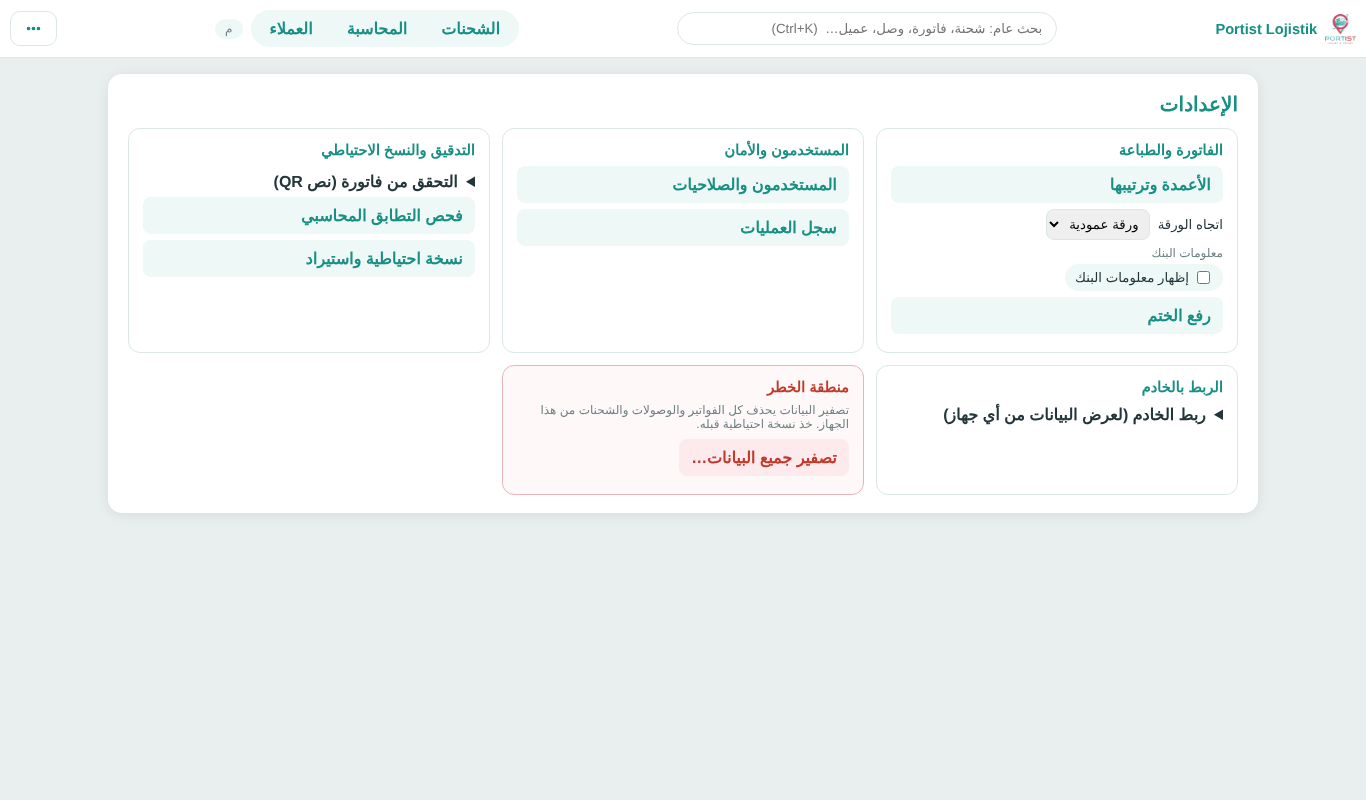 PORTIST
Portist Lojistik
بحث عام: شحنة، فاتورة، وصل، عميل… (Ctrl+K)
الشحنات
المحاسبة
العملاء
م
•••
الإعدادات
الفاتورة والطباعة
الأعمدة وترتيبها
اتجاه الورقة
ورقة عمودية
معلومات البنك
إظهار معلومات البنك
رفع الختم
المستخدمون والأمان
المستخدمون والصلاحيات
سجل العمليات
التدقيق والنسخ الاحتياطي
التحقق من فاتورة (نص QR)
فحص التطابق المحاسبي
نسخة احتياطية واستيراد
الربط بالخادم
ربط الخادم (لعرض البيانات من أي جهاز)
منطقة الخطر
تصفير البيانات يحذف كل الفواتير والوصولات والشحنات من هذا
الجهاز. خذ نسخة احتياطية قبله.
تصفير جميع البيانات…